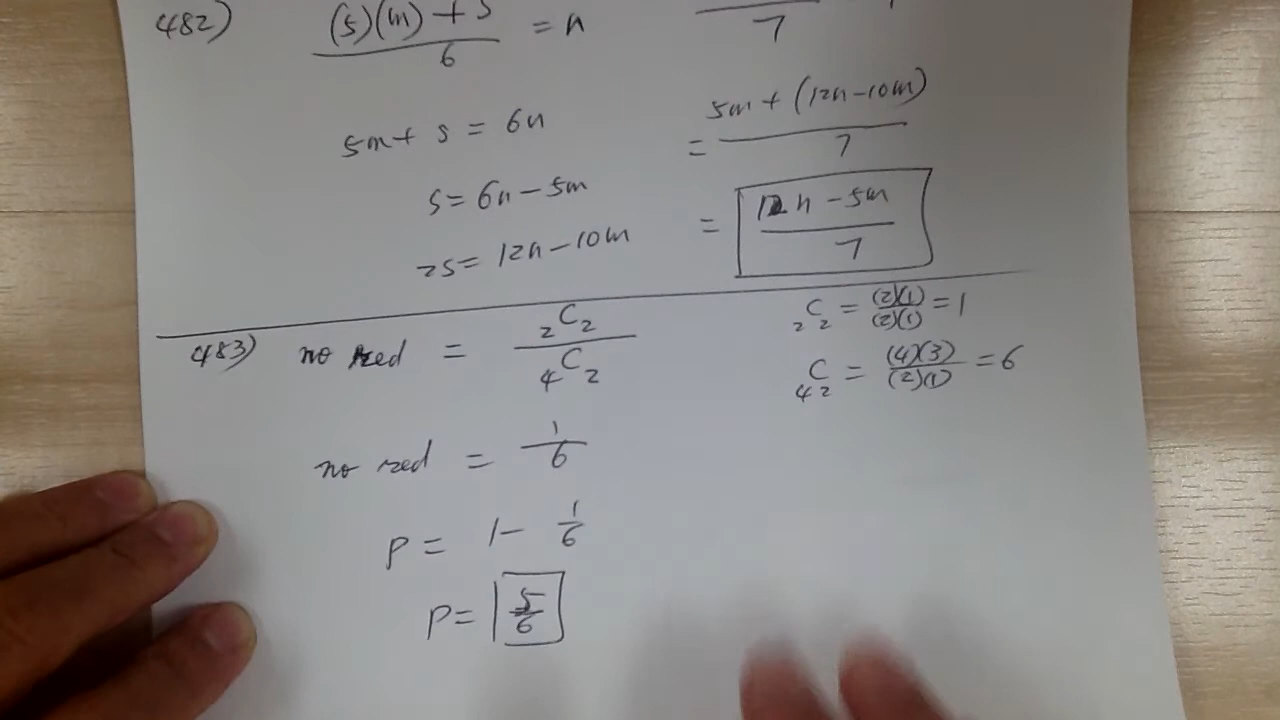 482) (5)(m) + s / 6 = n
7
5m + s = 6n
s = 6n - 5m
2s = 12n - 10m
= 5m + (12n - 10m) / 7
= 12n - 5m / 7
483) no red = ₂C₂ / ₄C₂
no red = 1/6
P = 1 - 1/6
P = 5/6
₂C₂ = (2)(1) / (2)(1) = 1
₄C₂ = (4)(3) / (2)(1) = 6